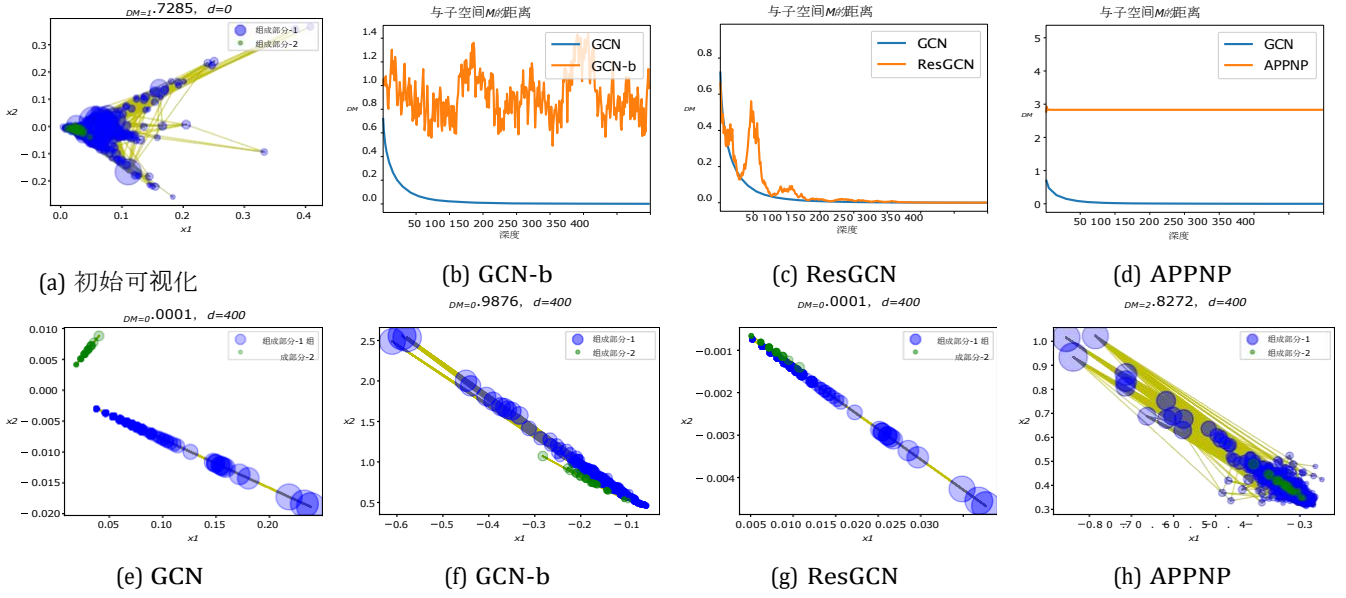 DM=1.7285, d=0
组成部分-1
组成部分-2
x2
0.3
0.2
0.1
0.0
−0.1
−0.2
0.0 0.1 0.2 0.3 0.4
x1
(a) 初始可视化
与子空间M的距离
GCN
GCN-b
DM
1.4
1.2
1.0
0.8
0.6
0.4
0.2
0.0
50 100 150 200 250 300 350 400
深度
(b) GCN-b
与子空间M的距离
GCN
ResGCN
DM
0.8
0.6
0.4
0.2
0.0
50 100 150 200 250 300 350 400
深度
(c) ResGCN
与子空间M的距离
GCN
APPNP
DM
5
4
3
2
1
0
50 100 150 200 250 300 350 400
深度
(d) APPNP
DM=0.0001, d=400
组成部分-1 组
成部分-2
x2
0.010
0.005
0.000
−0.005
−0.010
−0.015
−0.020
0.05 0.10 0.15 0.20
x1
(e) GCN
DM=0.9876, d=400
组成部分-1
组成部分-2
x2
2.5
2.0
1.5
1.0
0.5
−0.6 −0.5 −0.4 −0.3 −0.2 −0.1
x1
(f) GCN-b
DM=0.0001, d=400
组成部分-1 组
成部分-2
x2
−0.001
−0.002
−0.003
−0.004
0.005 0.010 0.015 0.020 0.025 0.030
x1
(g) ResGCN
DM=2.8272, d=400
组成部分-1
组成部分-2
x2
1.0
0.9
0.8
0.7
0.6
0.5
0.4
0.3
−0.8 0 −0.7 0 −. 6 0 −. 5 0 . 4 −0.3
x1
(h) APPNP